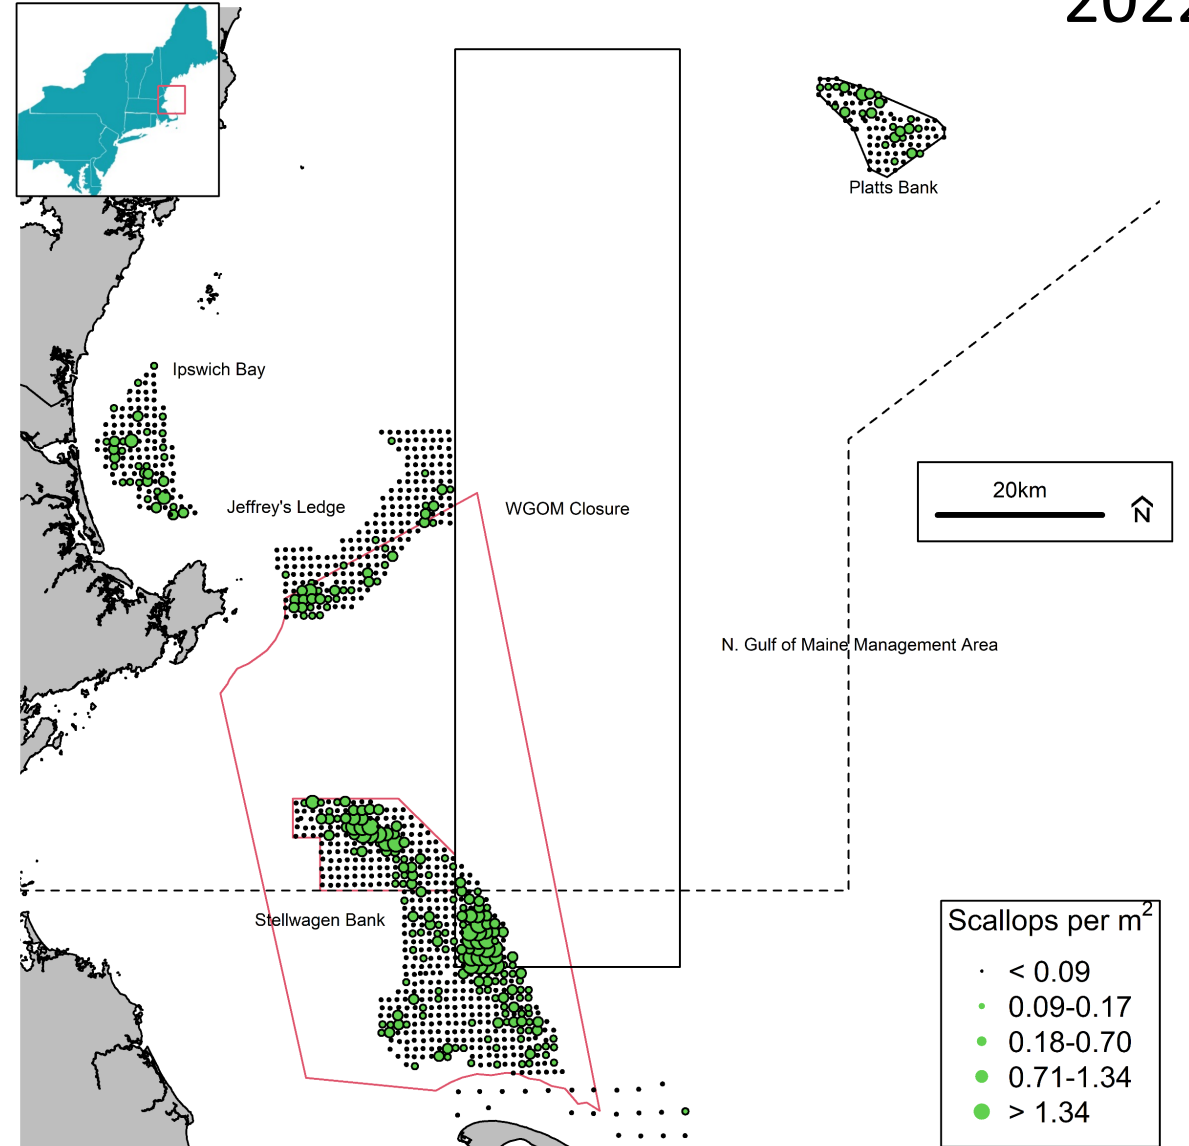 2022
Platts Bank
Ipswich Bay
Jeffrey's Ledge
WGOM Closure
20km
N
N. Gulf of Maine Management Area
Stellwagen Bank
Scallops per m²
< 0.09
0.09-0.17
0.18-0.70
0.71-1.34
> 1.34